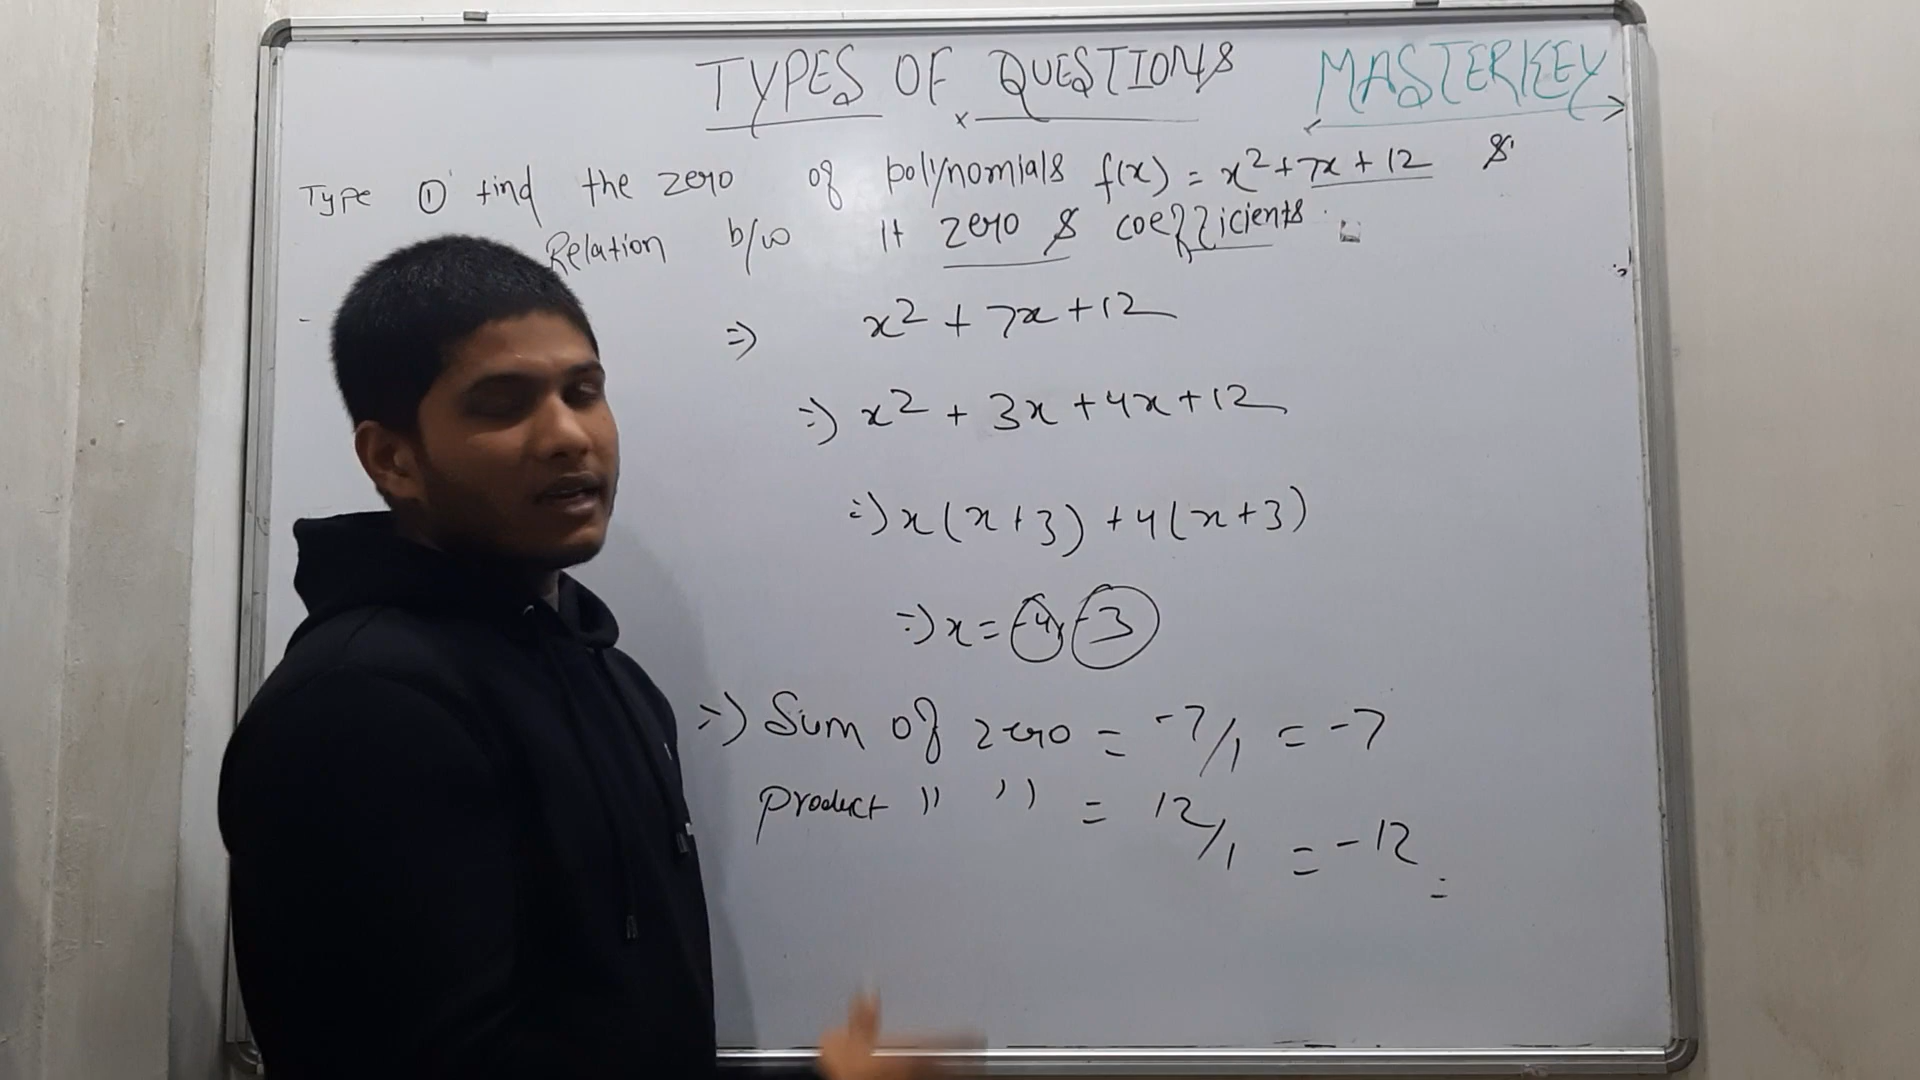 TYPES OF QUESTIONS
MASTERKEY
Type ① find the zero of polynomials f(x) = x² + 7x + 12 &
Relation b/w it zero & coefficients.
=> x² + 7x + 12
=> x² + 3x + 4x + 12
=> x(x+3) + 4(x+3)
=> x = -4, -3
=> Sum of zero = -7/1 = -7
product " " = 12/1 = -12